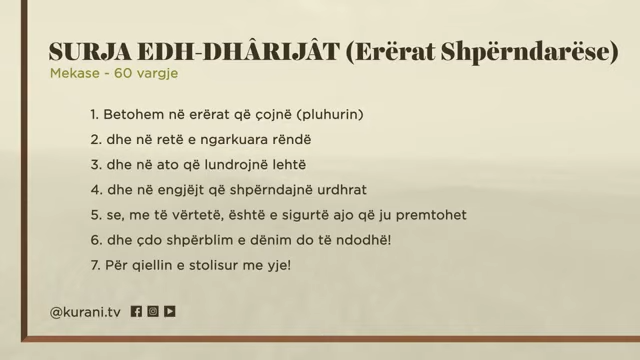 SURJA EDH-DHÂRIJÂT (Erërat Shpërndarëse)
Mekase - 60 vargje
1. Betohem në erërat që çojnë (pluhurin)
2. dhe në retë e ngarkuara rëndë
3. dhe në ato që lundrojnë lehtë
4. dhe në engjëjt që shpërndajnë urdhrat
5. se, me të vërtetë, është e sigurtë ajo që ju premtohet
6. dhe çdo shpërblim e dënim do të ndodhë!
7. Për qiellin e stolisur me yje!
@kurani.tv